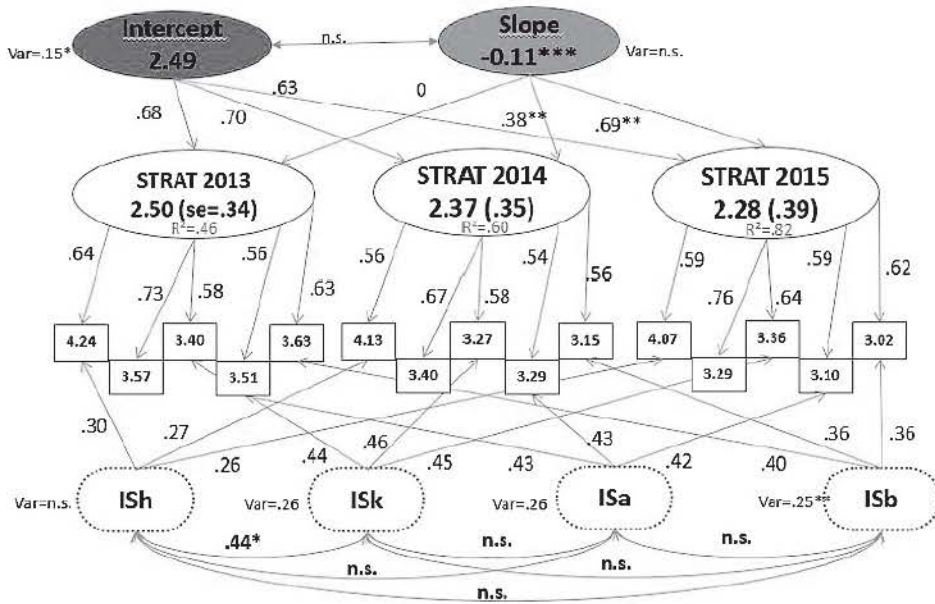 Intercept
2.49
Var=.15*
n.s.
Slope
-0.11***
Var=n.s.
.68
.70
.63
0
.38**
.69**
STRAT 2013
2.50 (se=.34)
R²=.46
STRAT 2014
2.37 (.35)
R²=.60
STRAT 2015
2.28 (.39)
R²=.82
.64
.73
.58
.56
.63
.56
.67
.58
.54
.56
.59
.76
.64
.59
.62
4.24
3.57
3.40
3.51
3.63
4.13
3.40
3.27
3.29
3.15
4.07
3.29
3.36
3.10
3.02
.30
.27
.26
.44
.46
.45
.43
.43
.42
.40
.36
.36
Var=n.s.
ISh
Var=.26
ISk
Var=.26
ISa
Var=.25**
ISb
.44*
n.s.
n.s.
n.s.
n.s.
n.s.